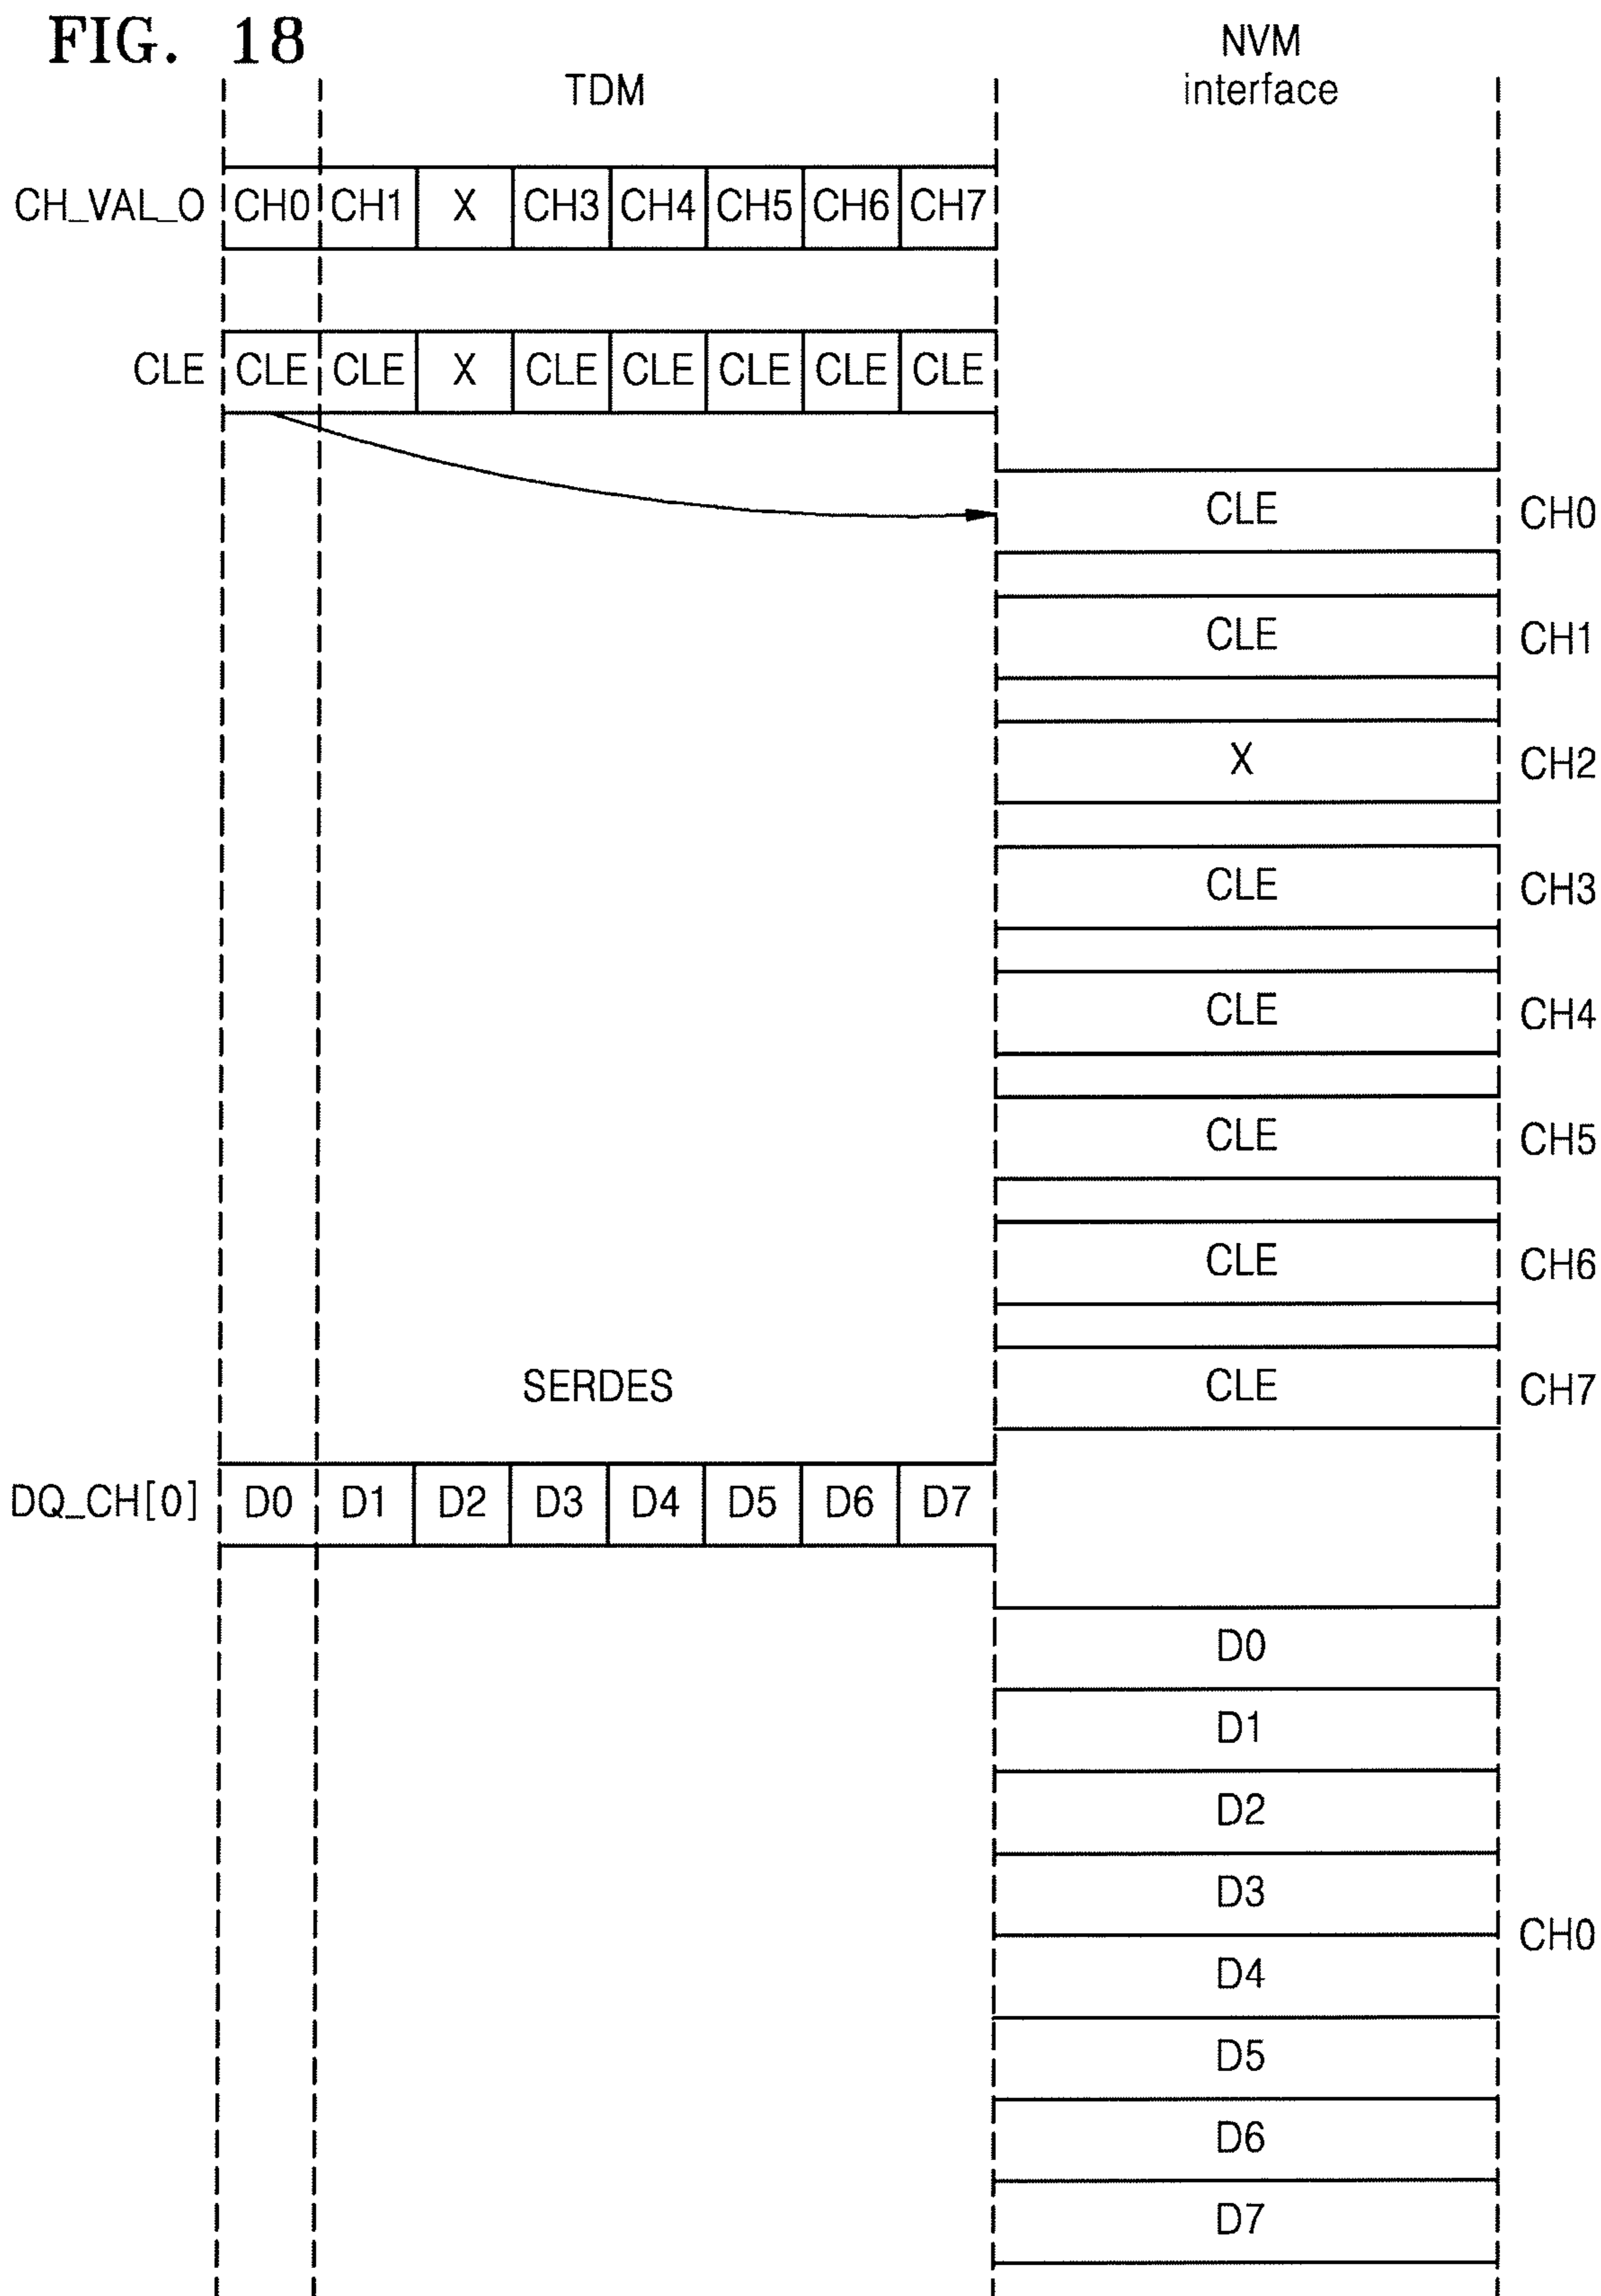 FIG. 18
TDM
NVM
interface
CH_VAL_O CH0 CH1 X CH3 CH4 CH5 CH6 CH7
CLE CLE CLE X CLE CLE CLE CLE CLE
CLE CH0
CLE CH1
X CH2
CLE CH3
CLE CH4
CLE CH5
CLE CH6
SERDES CLE CH7
DQ_CH[0] D0 D1 D2 D3 D4 D5 D6 D7
D0
D1
D2
D3
CH0
D4
D5
D6
D7